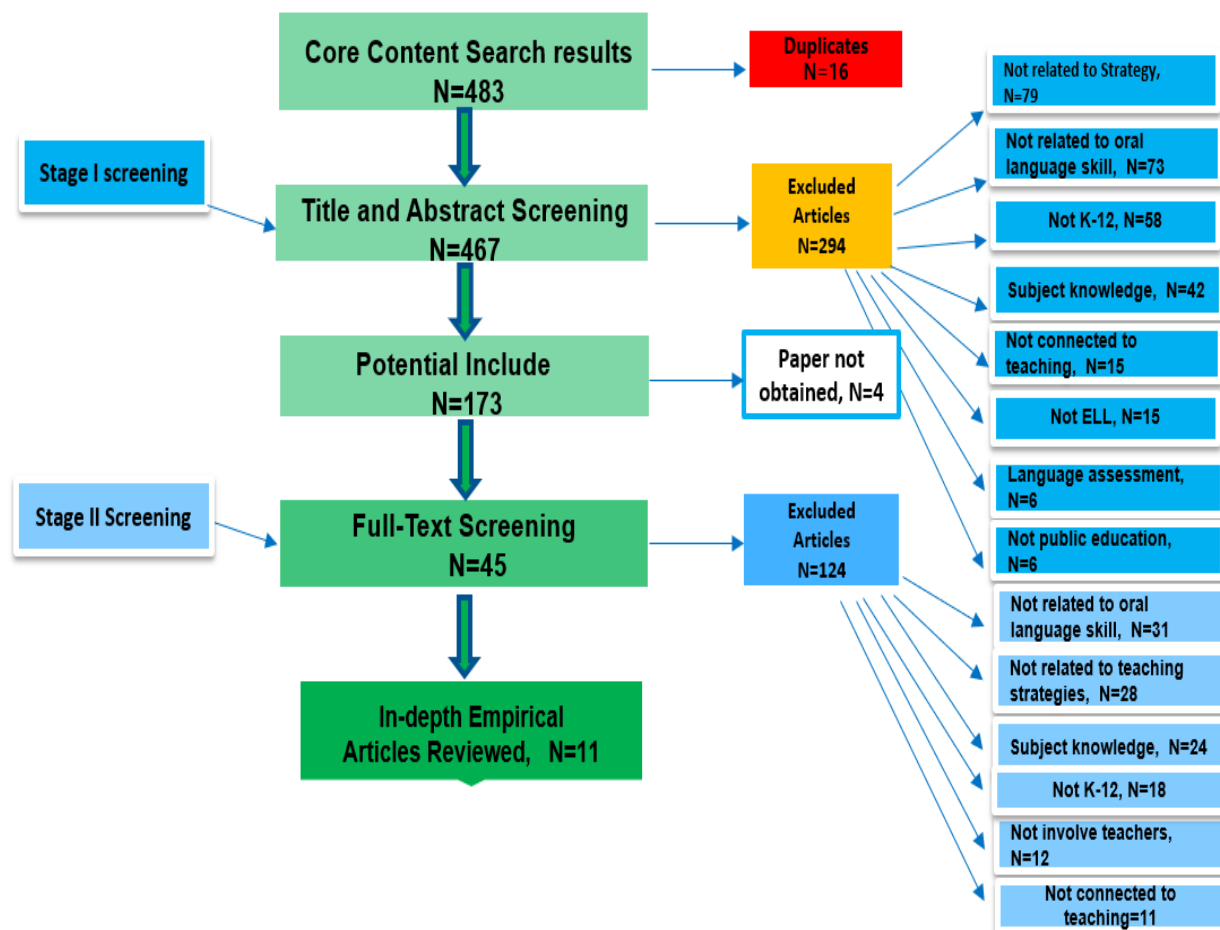 Core Content Search results
N=483
Duplicates
N=16
Not related to Strategy,
N=79
Not related to oral
language skill, N=73
Stage I screening
Title and Abstract Screening
N=467
Excluded
Articles
N=294
Not K-12, N=58
Subject knowledge, N=42
Not connected to
teaching, N=15
Potential Include
N=173
Paper not
obtained, N=4
Not ELL, N=15
Language assessment,
N=6
Not public education,
N=6
Stage II Screening
Full-Text Screening
N=45
Excluded
Articles
N=124
Not related to oral
language skill, N=31
Not related to teaching
strategies, N=28
In-depth Empirical
Articles Reviewed, N=11
Subject knowledge, N=24
Not K-12, N=18
Not involve teachers,
N=12
Not connected to
teaching=11